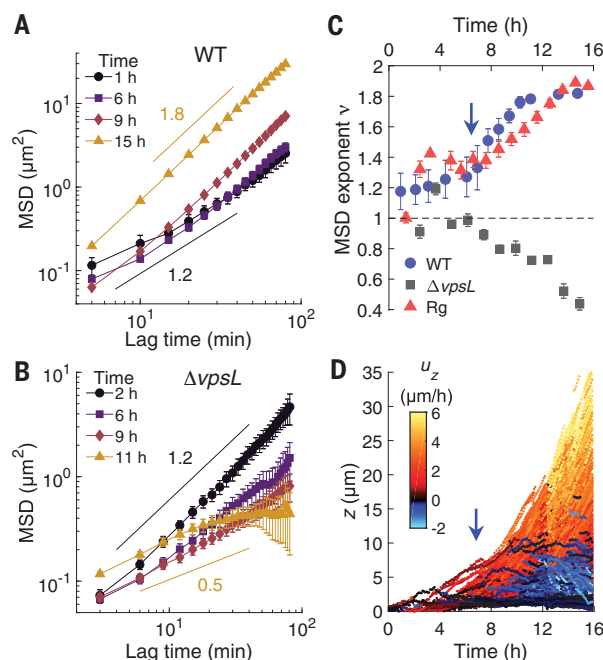 A
WT
Time
1 h
6 h
9 h
15 h
1.8
1.2
MSD (µm²)
10¹
10⁰
10⁻¹
10¹
10²
Lag time (min)
B
ΔvpsL
Time
2 h
6 h
9 h
11 h
1.2
0.5
MSD (µm²)
10¹
10⁰
10⁻¹
10¹
10²
Lag time (min)
C
Time (h)
0 4 8 12 16
MSD exponent ν
2
1.8
1.6
1.4
1.2
1
0.8
0.6
0.4
WT
ΔvpsL
Rg
D
u_z
(µm/h)
6
4
2
0
-2
z (µm)
35
30
25
20
15
10
5
0
0 4 8 12 16
Time (h)